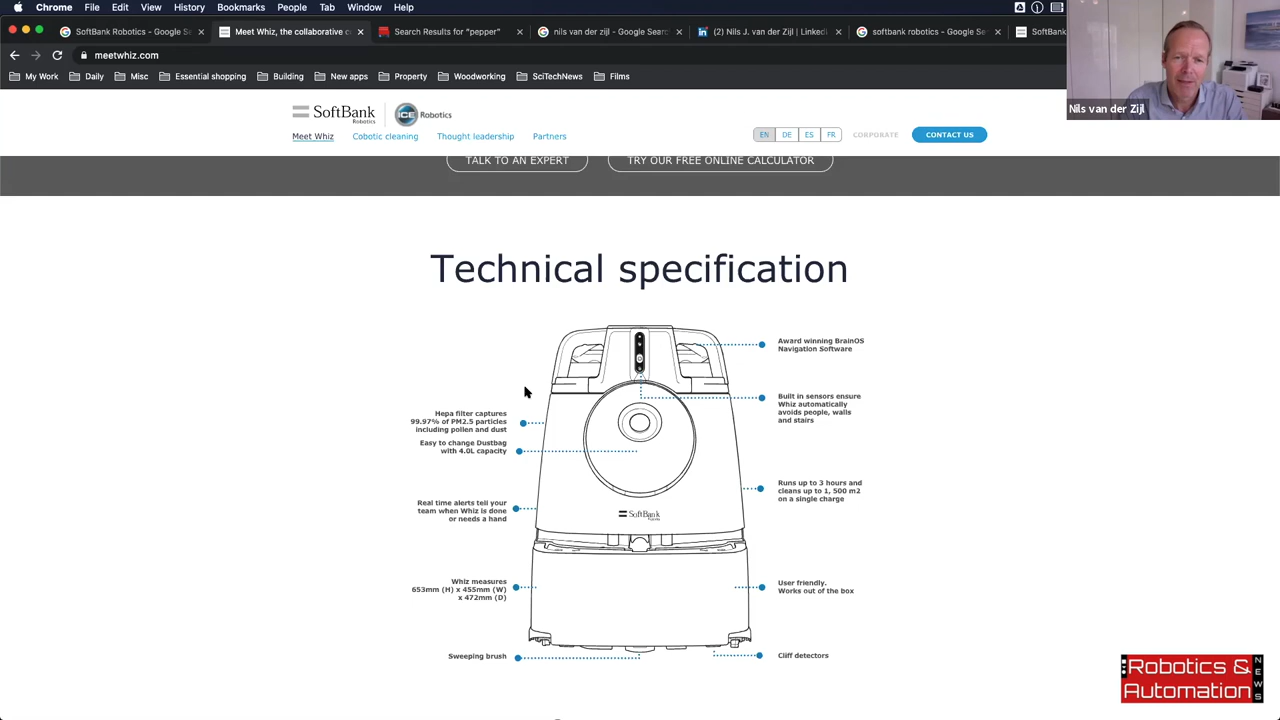 Chrome File Edit View History Bookmarks People Tab Window Help
SoftBank Robotics - Google Se
Meet Whiz, the collaborative c
Search Results for "pepper"
nils van der zijl - Google Searc
(2) Nils J. van der Zijl | LinkedI
softbank robotics - Google Se
SoftBan
meetwhiz.com
My Work Daily Misc Essential shopping Building New apps Property Woodworking SciTechNews Films
Nils van der Zijl
SoftBank
Robotics
ICE Robotics
Meet Whiz Cobotic cleaning Thought leadership Partners
EN DE ES FR CORPORATE CONTACT US
TALK TO AN EXPERT TRY OUR FREE ONLINE CALCULATOR
Technical specification
Award winning BrainOS
Navigation Software
Built in sensors ensure
Whiz automatically
avoids people, walls
and stairs
Hepa filter captures
99.97% of PM2.5 particles
including pollen and dust
Easy to change Dustbag
with 4.0L capacity
Runs up to 3 hours and
cleans up to 1, 500 m2
on a single charge
Real time alerts tell your
team when Whiz is done
or needs a hand
SoftBank
Whiz measures
653mm (H) x 455mm (W)
x 472mm (D)
User friendly.
Works out of the box
Sweeping brush
Cliff detectors
Robotics &
Automation
NEWS